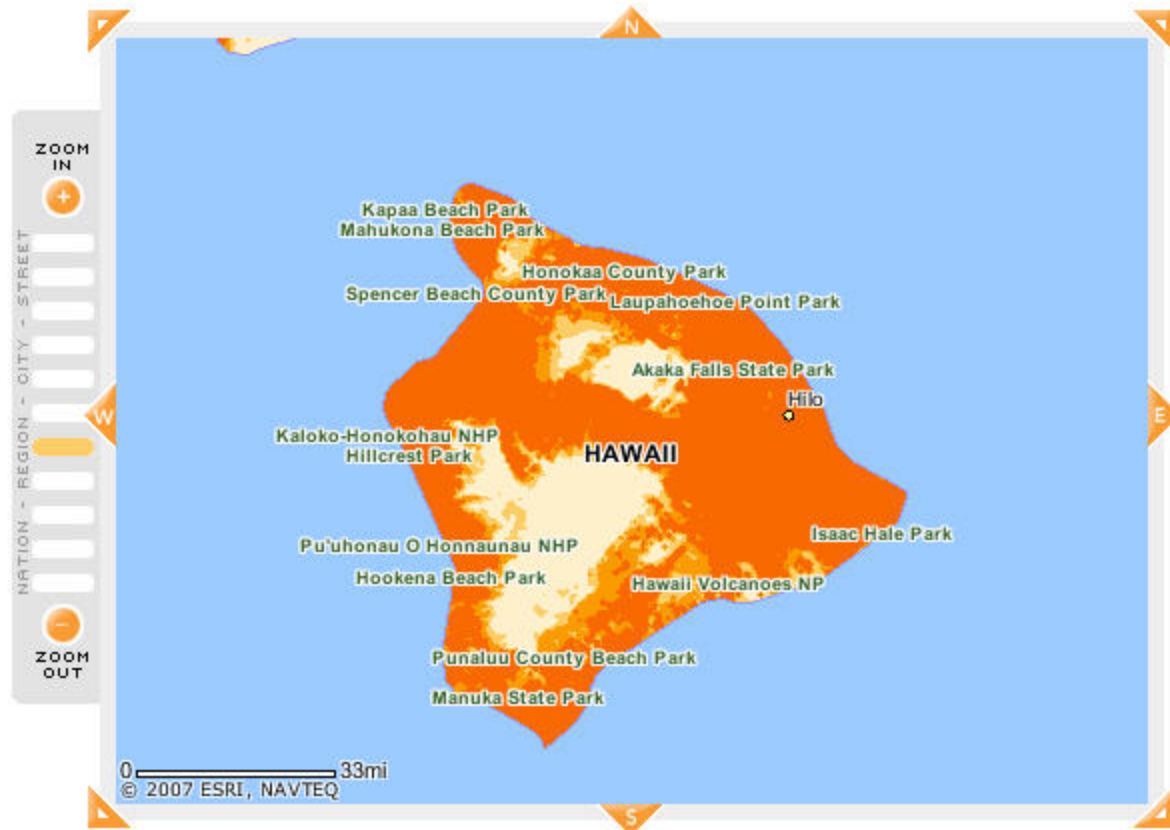 N
ZOOM
IN
+
NATION - REGION - CITY - STREET
Kapaa Beach Park
Mahukona Beach Park
Honokaa County Park
Spencer Beach County Park
Laupahoehoe Point Park
Akaka Falls State Park
Hilo
W
E
Kaloko-Honokohau NHP
Hillcrest Park
HAWAII
Isaac Hale Park
Pu'uhonau O Honnaunau NHP
Hookena Beach Park
Hawaii Volcanoes NP
−
ZOOM
OUT
Punaluu County Beach Park
Manuka State Park
0 33mi
© 2007 ESRI, NAVTEQ
S